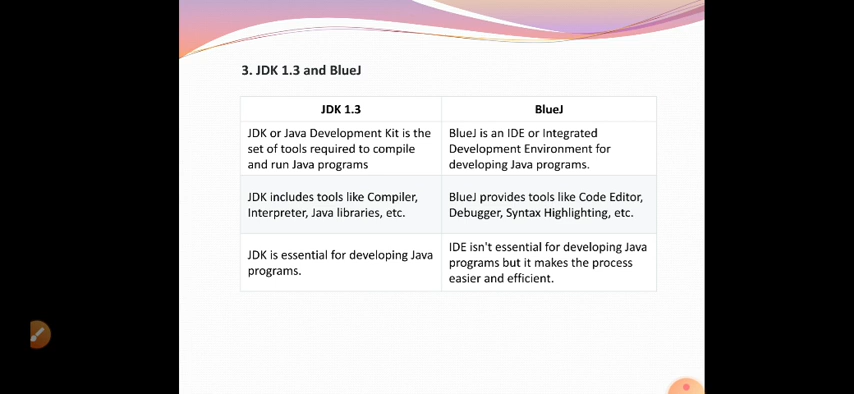 3. JDK 1.3 and BlueJ
JDK 1.3
BlueJ
JDK or Java Development Kit is the
set of tools required to compile
and run Java programs
BlueJ is an IDE or Integrated
Development Environment for
developing Java programs.
JDK includes tools like Compiler,
Interpreter, Java libraries, etc.
BlueJ provides tools like Code Editor,
Debugger, Syntax Highlighting, etc.
JDK is essential for developing Java
programs.
IDE isn't essential for developing Java
programs but it makes the process
easier and efficient.